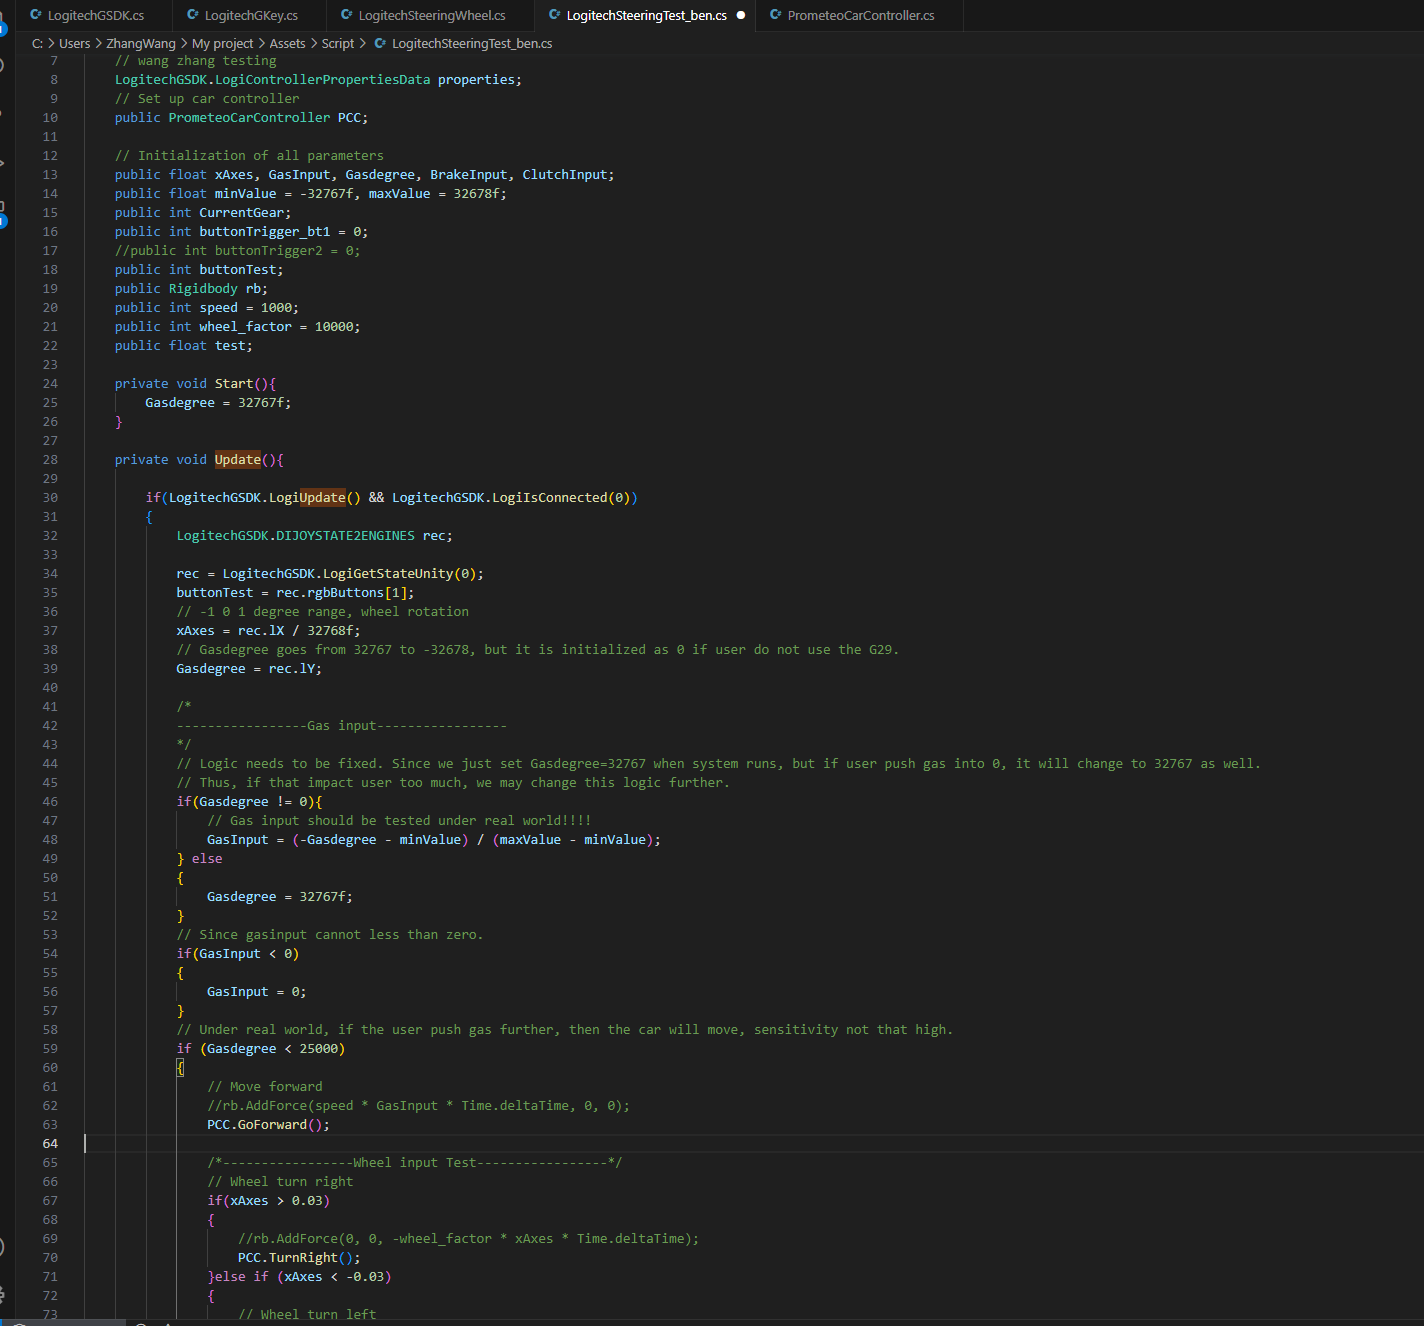 LogitechGSDK.cs LogitechGKey.cs LogitechSteeringWheel.cs LogitechSteeringTest_ben.cs PrometeoCarController.cs
C: > Users > ZhangWang > My project > Assets > Script > LogitechSteeringTest_ben.cs
7 // wang zhang testing
8 LogitechGSDK.LogiControllerPropertiesData properties;
9 // Set up car controller
10 public PrometeoCarController PCC;
11
12 // Initialization of all parameters
13 public float xAxes, GasInput, Gasdegree, BrakeInput, ClutchInput;
14 public float minValue = -32767f, maxValue = 32678f;
15 public int CurrentGear;
16 public int buttonTrigger_bt1 = 0;
17 //public int buttonTrigger2 = 0;
18 public int buttonTest;
19 public Rigidbody rb;
20 public int speed = 1000;
21 public int wheel_factor = 10000;
22 public float test;
23
24 private void Start(){
25 Gasdegree = 32767f;
26 }
27
28 private void Update(){
29
30 if(LogitechGSDK.LogiUpdate() && LogitechGSDK.LogiIsConnected(0))
31 {
32 LogitechGSDK.DIJOYSTATE2ENGINES rec;
33
34 rec = LogitechGSDK.LogiGetStateUnity(0);
35 buttonTest = rec.rgbButtons[1];
36 // -1 0 1 degree range, wheel rotation
37 xAxes = rec.lX / 32768f;
38 // Gasdegree goes from 32767 to -32678, but it is initialized as 0 if user do not use the G29.
39 Gasdegree = rec.lY;
40
41 /*
42 -----------------Gas input-----------------
43 */
44 // Logic needs to be fixed. Since we just set Gasdegree=32767 when system runs, but if user push gas into 0, it will change to 32767 as well.
45 // Thus, if that impact user too much, we may change this logic further.
46 if(Gasdegree != 0){
47 // Gas input should be tested under real world!!!!
48 GasInput = (-Gasdegree - minValue) / (maxValue - minValue);
49 } else
50 {
51 Gasdegree = 32767f;
52 }
53 // Since gasinput cannot less than zero.
54 if(GasInput < 0)
55 {
56 GasInput = 0;
57 }
58 // Under real world, if the user push gas further, then the car will move, sensitivity not that high.
59 if (Gasdegree < 25000)
60 {
61 // Move forward
62 //rb.AddForce(speed * GasInput * Time.deltaTime, 0, 0);
63 PCC.GoForward();
64
65 /*-----------------Wheel input Test-----------------*/
66 // Wheel turn right
67 if(xAxes > 0.03)
68 {
69 //rb.AddForce(0, 0, -wheel_factor * xAxes * Time.deltaTime);
70 PCC.TurnRight();
71 }else if (xAxes < -0.03)
72 {
73 // Wheel turn left